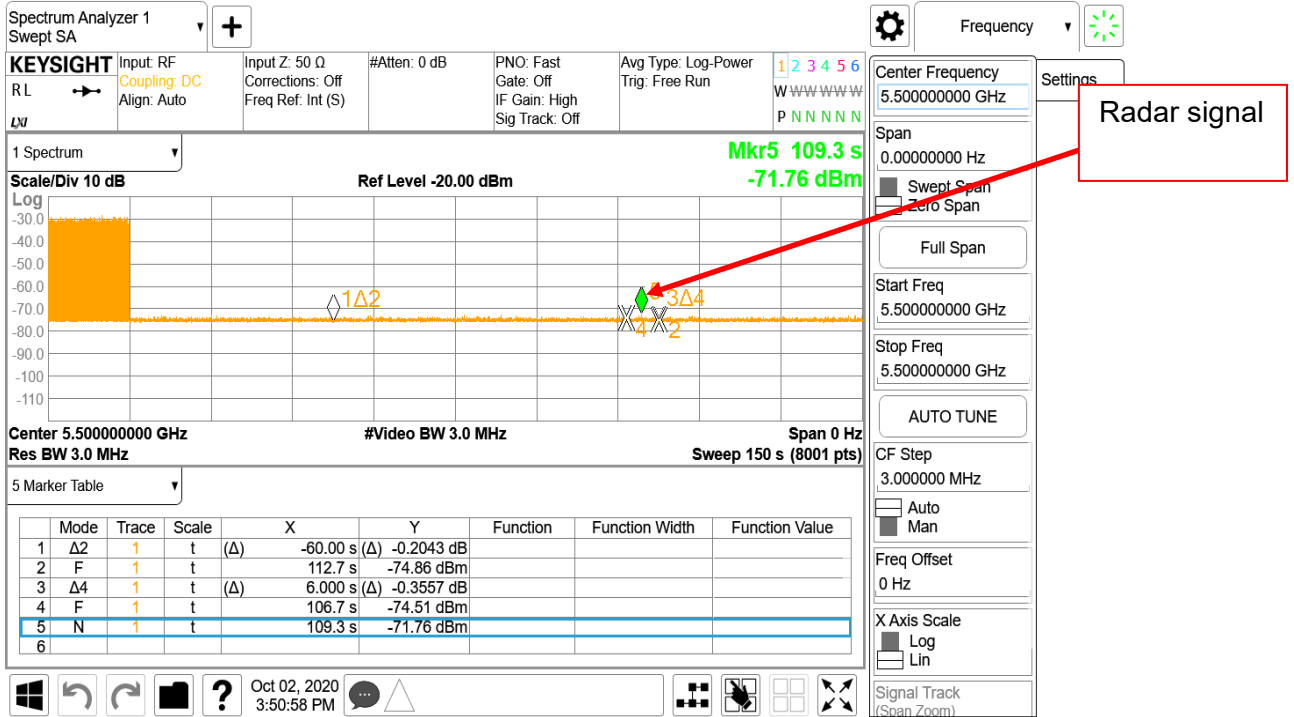 Spectrum Analyzer 1
Swept SA
Frequency
KEYSIGHT
R L
LXI
Input: RF
Coupling: DC
Align: Auto
Input Z: 50 Ω
Corrections: Off
Freq Ref: Int (S)
#Atten: 0 dB
PNO: Fast
Gate: Off
IF Gain: High
Sig Track: Off
Avg Type: Log-Power
Trig: Free Run
1 2 3 4 5 6
W W W W W W
P N N N N N
1 Spectrum
Mkr5 109.3 s
Scale/Div 10 dB
Ref Level -20.00 dBm
-71.76 dBm
Log
-30.0
-40.0
-50.0
-60.0
-70.0
-80.0
-90.0
-100
-110
1Δ2
5
3Δ4
4
2
Center 5.500000000 GHz
#Video BW 3.0 MHz
Span 0 Hz
Res BW 3.0 MHz
Sweep 150 s (8001 pts)
5 Marker Table
Mode Trace Scale X Y Function Function Width Function Value
1 Δ2 1 t (Δ) -60.00 s (Δ) -0.2043 dB
2 F 1 t 112.7 s -74.86 dBm
3 Δ4 1 t (Δ) 6.000 s (Δ) -0.3557 dB
4 F 1 t 106.7 s -74.51 dBm
5 N 1 t 109.3 s -71.76 dBm
6
Oct 02, 2020
3:50:58 PM
Center Frequency
5.500000000 GHz
Settings
Radar signal
Span
0.00000000 Hz
Swept Span
Zero Span
Full Span
Start Freq
5.500000000 GHz
Stop Freq
5.500000000 GHz
AUTO TUNE
CF Step
3.000000 MHz
Auto
Man
Freq Offset
0 Hz
X Axis Scale
Log
Lin
Signal Track
(Span Zoom)